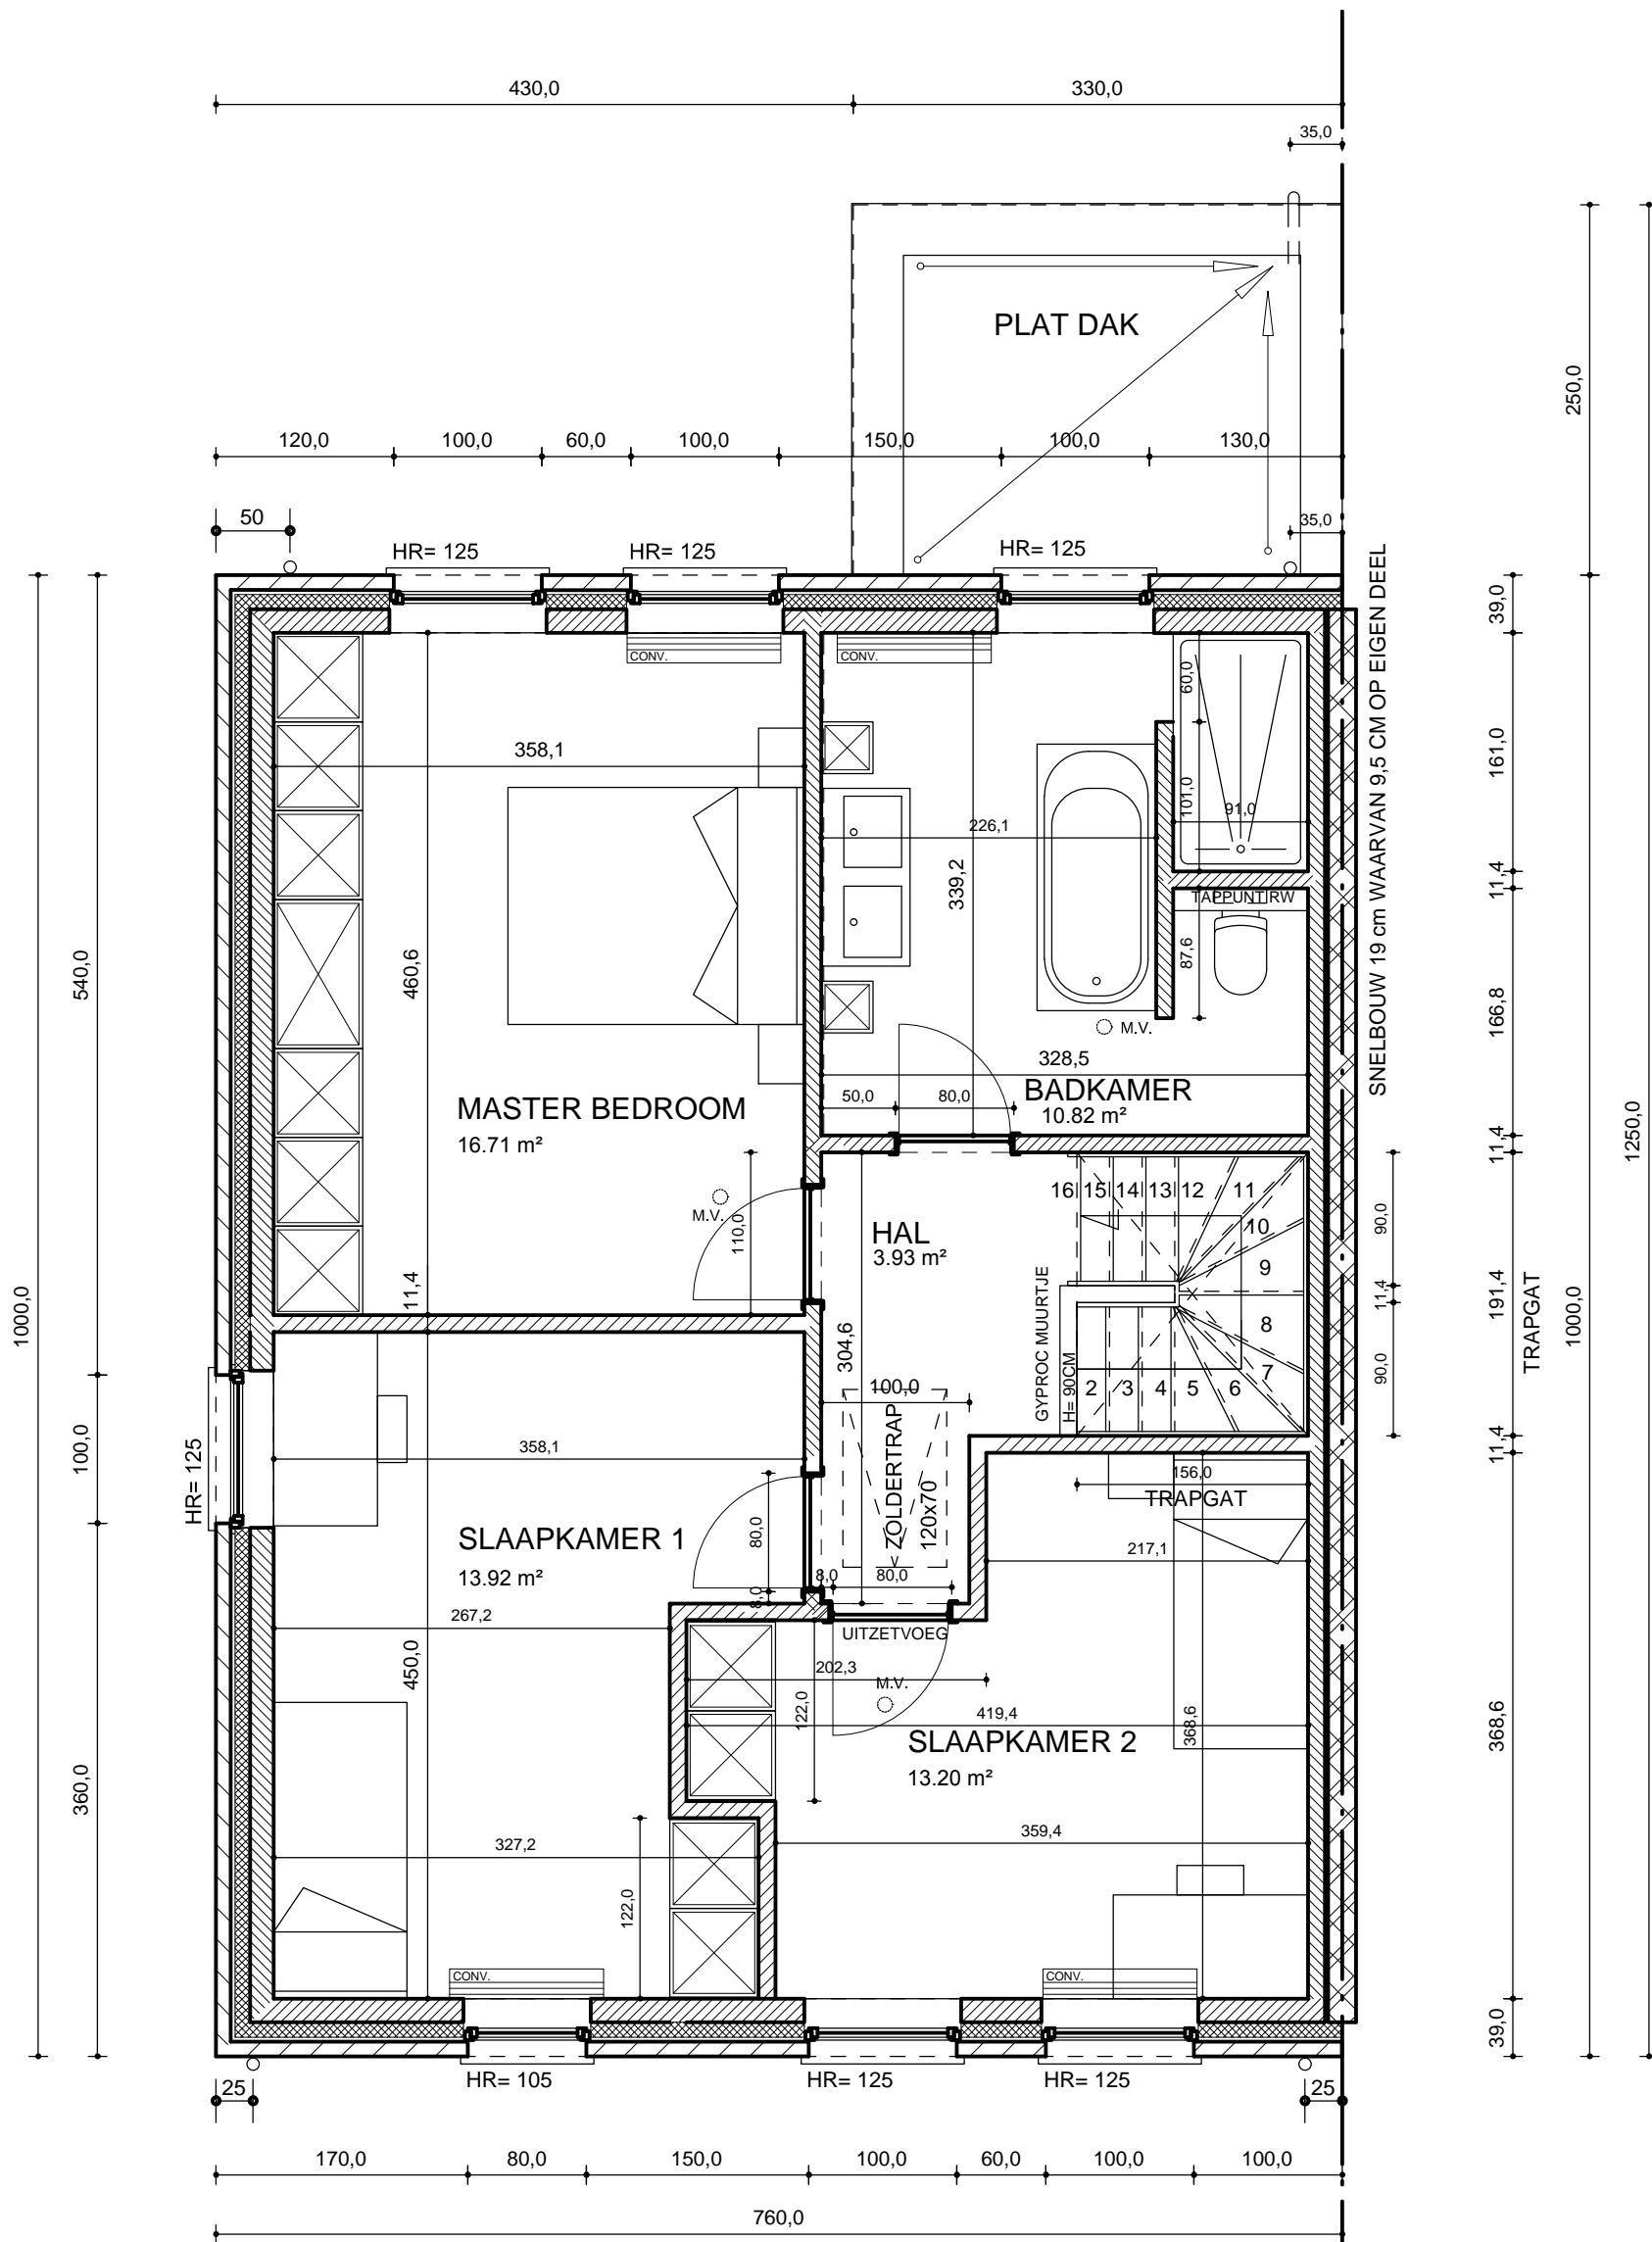 430,0
330,0
35,0
PLAT DAK
250,0
120,0
100,0
60,0
100,0
150,0
100,0
130,0
50
35,0
HR= 125
HR= 125
HR= 125
SNELBOUW 19 cm WAARVAN 9,5 CM OP EIGEN DEEL
39,0
CONV.
CONV.
60,0
161,0
358,1
101,0
91,0
226,1
339,2
11,4
TAPPUNT RW
87,6
540,0
460,6
166,8
M.V.
328,5
50,0
80,0
BADKAMER
10.82 m²
MASTER BEDROOM
16.71 m²
1250,0
11,4
M.V.
110,0
HAL
3.93 m²
16
15
14
13
12
11
10
9
8
7
6
5
4
3
2
90,0
11,4
90,0
191,4
TRAPGAT
1000,0
1000,0
11,4
304,6
GYPROC MUURTJE
H= 90CM
100,0
ZOLDERTRAP
120x70
100,0
HR= 125
358,1
11,4
156,0
TRAPGAT
SLAAPKAMER 1
13.92 m²
80,0
8,0
217,1
8,0
80,0
267,2
UITZETVOEG
450,0
202,3
M.V.
122,0
419,4
SLAAPKAMER 2
13.20 m²
368,6
368,6
360,0
359,4
327,2
122,0
CONV.
CONV.
39,0
HR= 105
HR= 125
HR= 125
25
25
170,0
80,0
150,0
100,0
60,0
100,0
100,0
760,0